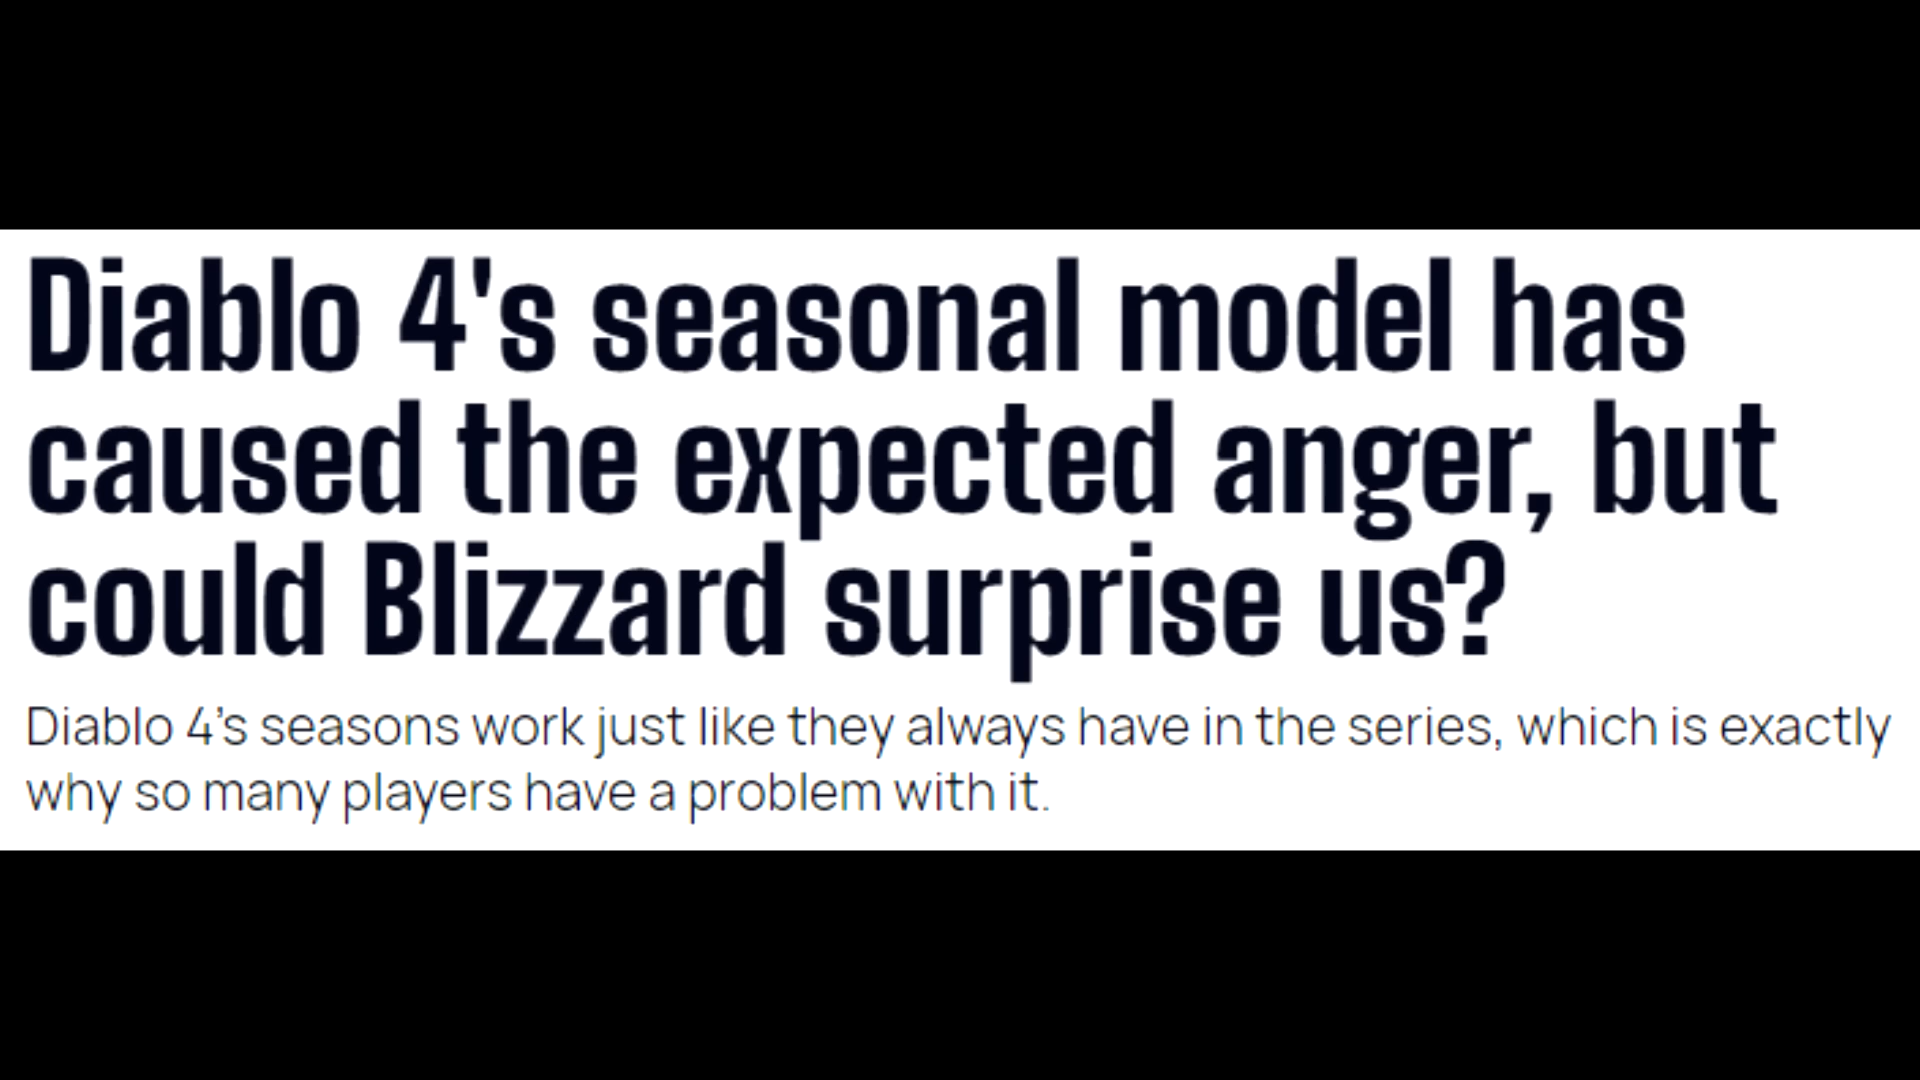 Diablo 4's seasonal model has
caused the expected anger, but
could Blizzard surprise us?
Diablo 4’s seasons work just like they always have in the series, which is exactly
why so many players have a problem with it.